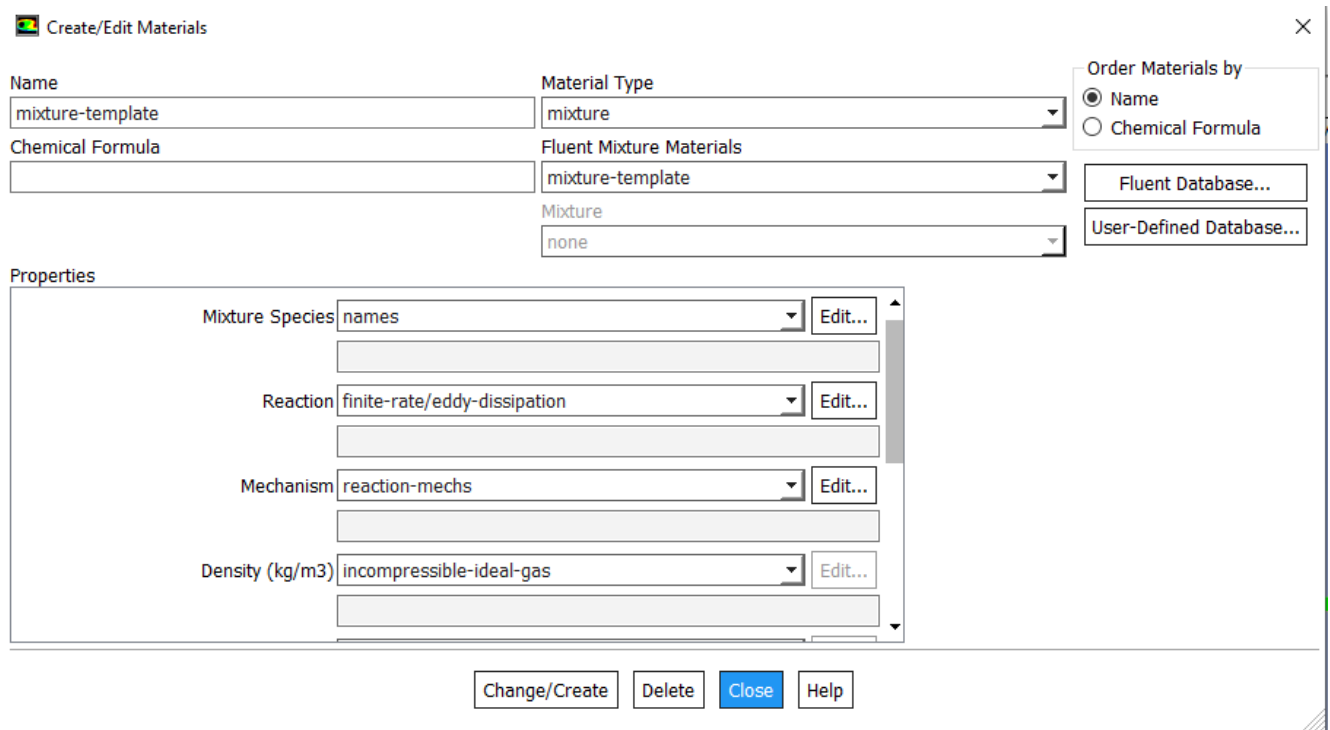 Create/Edit Materials
Name
mixture-template
Chemical Formula
Material Type
mixture
Fluent Mixture Materials
mixture-template
Mixture
none
Order Materials by
Name
Chemical Formula
Fluent Database...
User-Defined Database...
Properties
Mixture Species names Edit...
Reaction finite-rate/eddy-dissipation Edit...
Mechanism reaction-mechs Edit...
Density (kg/m3) incompressible-ideal-gas Edit...
Change/Create Delete Close Help